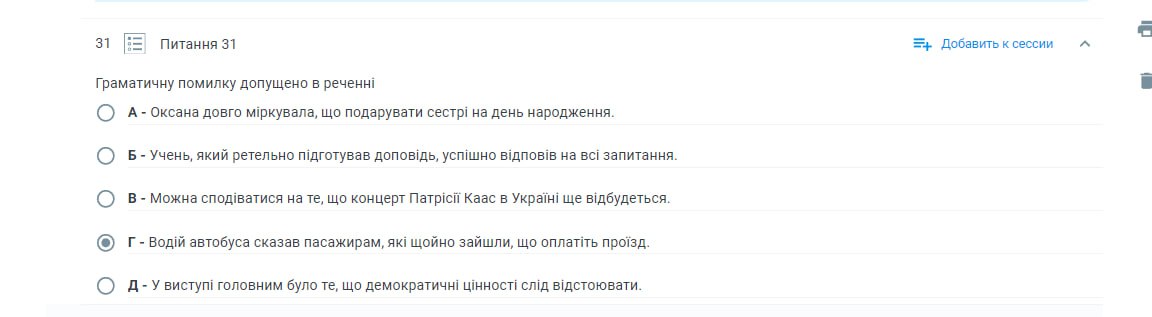 31 Питання 31 Добавить к сессии
Граматичну помилку допущено в реченні
А - Оксана довго міркувала, що подарувати сестрі на день народження.
Б - Учень, який ретельно підготував доповідь, успішно відповів на всі запитання.
В - Можна сподіватися на те, що концерт Патрісії Каас в Україні ще відбудеться.
Г - Водій автобуса сказав пасажирам, які щойно зайшли, що оплатіть проїзд.
Д - У виступі головним було те, що демократичні цінності слід відстоювати.